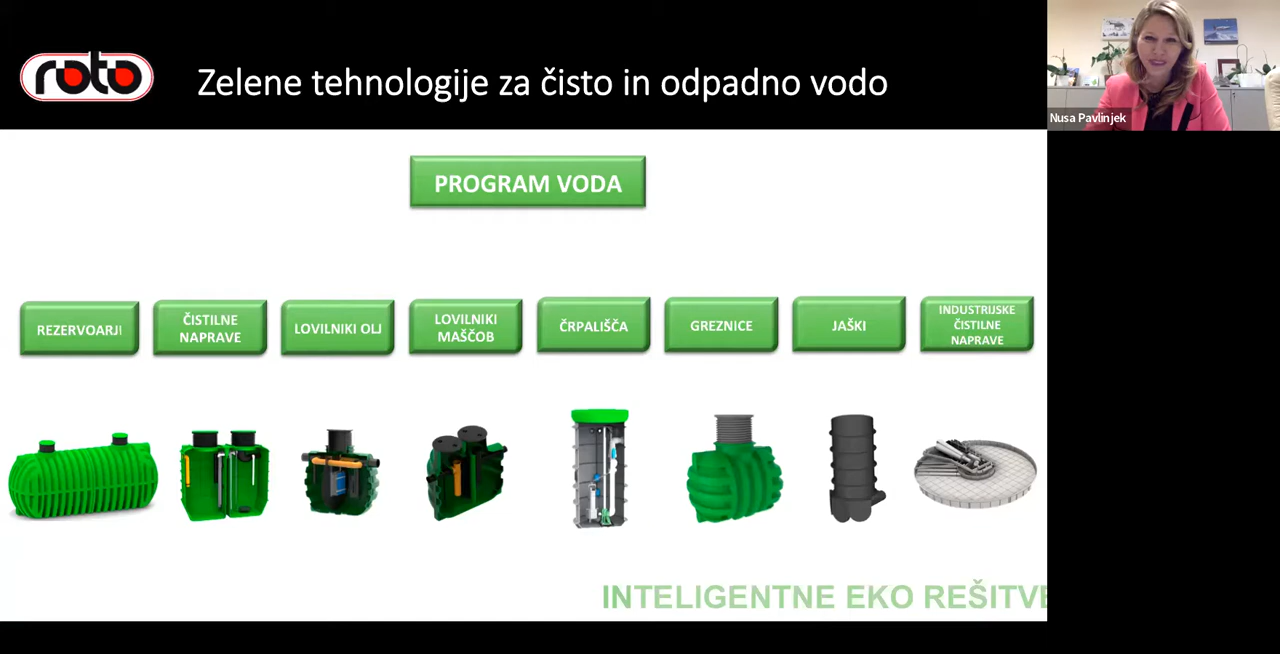 roto
Zelene tehnologije za čisto in odpadno vodo
Nusa Pavlinjek
PROGRAM VODA
REZERVOARJI
ČISTILNE
NAPRAVE
LOVILNIKI OLJ
LOVILNIKI
MAŠČOB
ČRPALIŠČA
GREZNICE
JAŠKI
INDUSTRIJSKE
ČISTILNE
NAPRAVE
INTELIGENTNE EKO REŠITVE